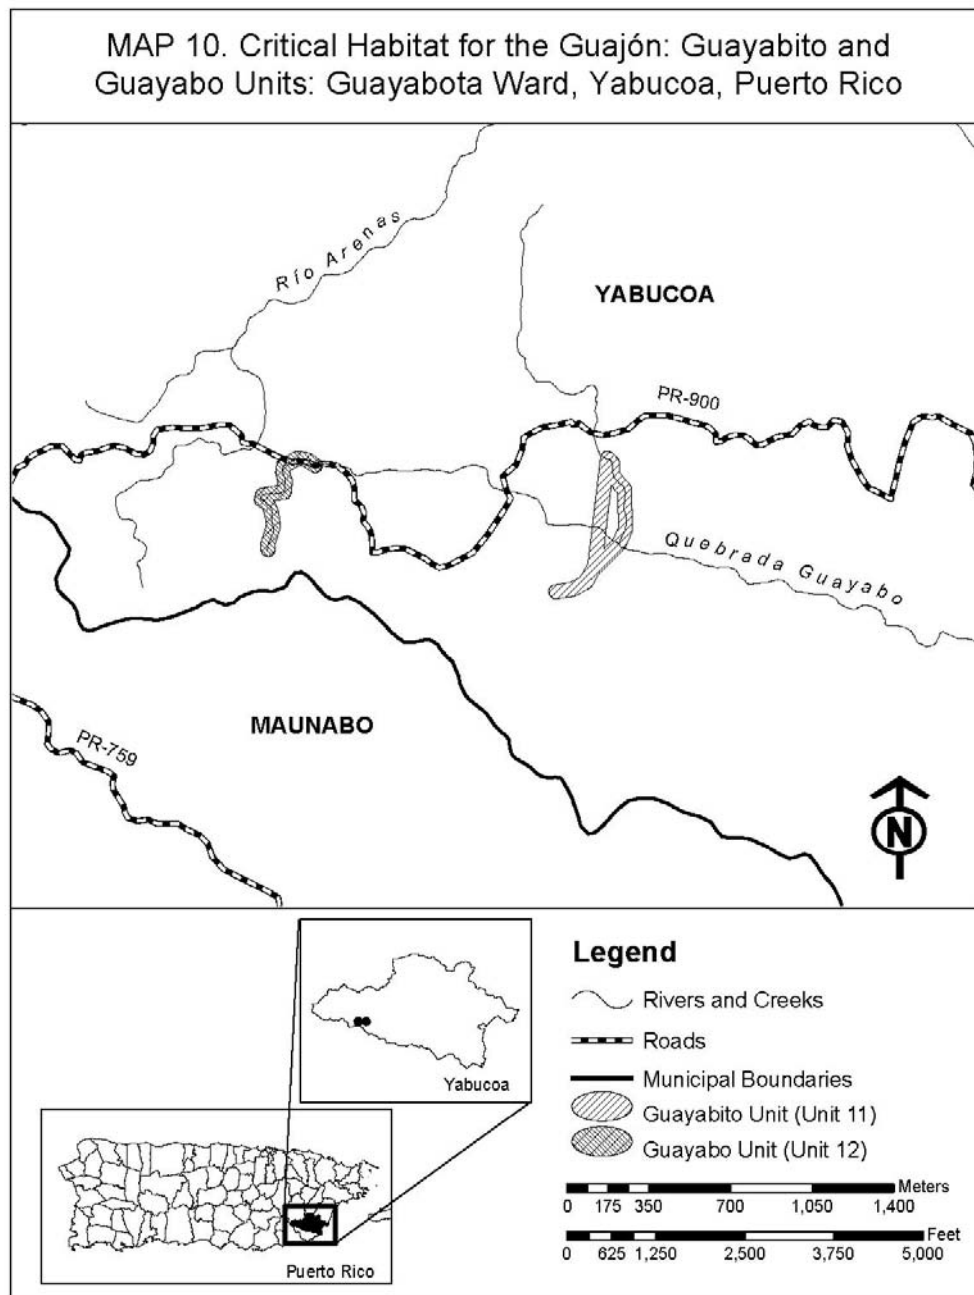 MAP 10. Critical Habitat for the Guajón: Guayabito and
Guayabo Units: Guayabota Ward, Yabucoa, Puerto Rico
Río Arenas
YABUCOA
PR-900
Quebrada Guayabo
MAUNABO
PR-759
N
Legend
Rivers and Creeks
Roads
Municipal Boundaries
Guayabito Unit (Unit 11)
Guayabo Unit (Unit 12)
Meters
0 175 350 700 1,050 1,400
Feet
0 625 1,250 2,500 3,750 5,000
Yabucoa
Puerto Rico